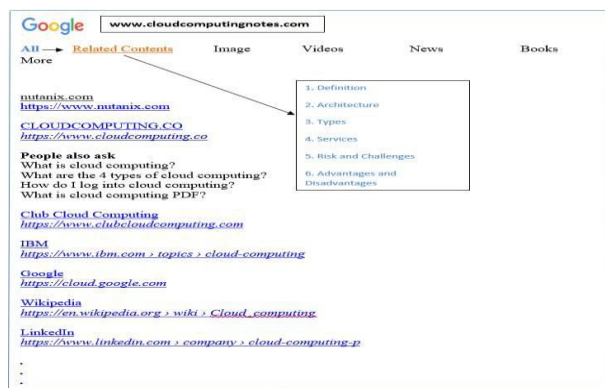 Google www.cloudcomputingnotes.com
All Related Contents Image Videos News Books
More
1. Definition
2. Architecture
3. Types
4. Services
5. Risk and Challenges
6. Advantages and
Disadvantages
nutanix.com
https://www.nutanix.com
CLOUDCOMPUTING.CO
https://www.cloudcomputing.co
People also ask
What is cloud computing?
What are the 4 types of cloud computing?
How do I log into cloud computing?
What is cloud computing PDF?
Club Cloud Computing
https://www.clubcloudcomputing.com
IBM
https://www.ibm.com › topics › cloud-computing
Google
https://cloud.google.com
Wikipedia
https://en.wikipedia.org › wiki › Cloud_computing
LinkedIn
https://www.linkedin.com › company › cloud-computing-p
.
.
.